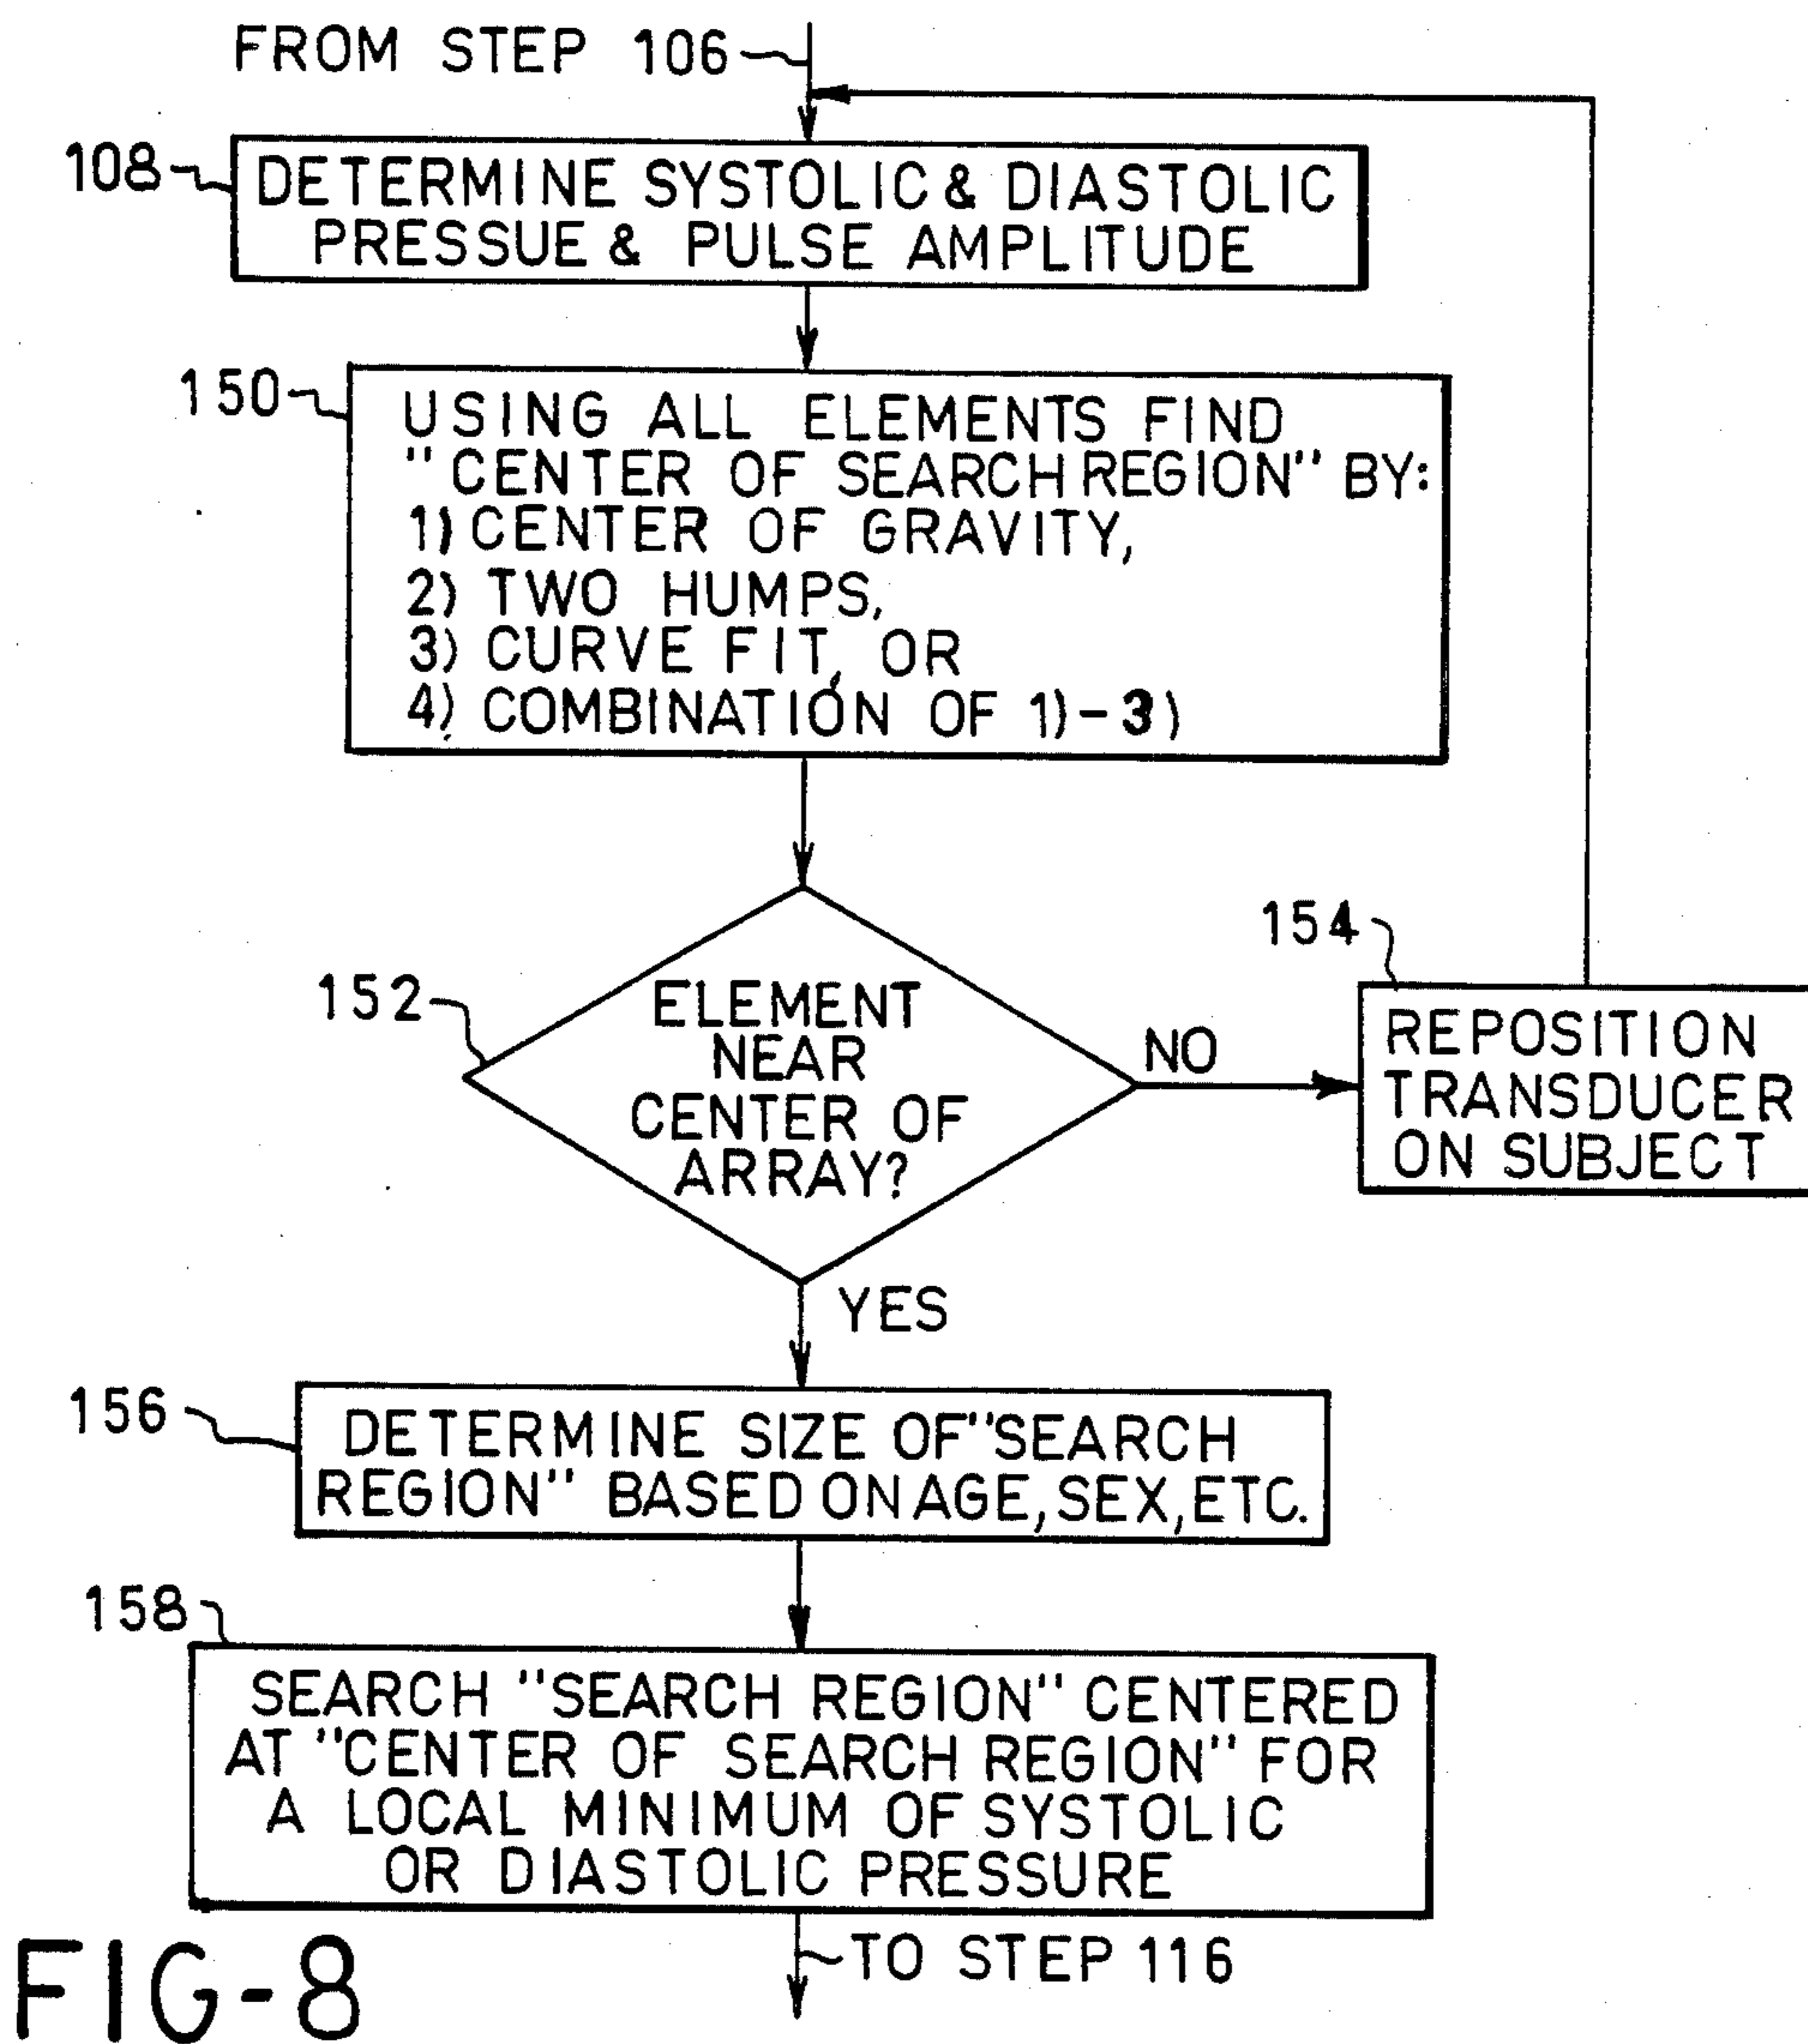 FROM STEP 106
108
DETERMINE SYSTOLIC & DIASTOLIC
PRESSUE & PULSE AMPLITUDE
150
USING ALL ELEMENTS FIND
"CENTER OF SEARCH REGION" BY:
1) CENTER OF GRAVITY,
2) TWO HUMPS,
3) CURVE FIT, OR
4) COMBINATION OF 1)-3)
152
ELEMENT
NEAR
CENTER OF
ARRAY?
NO
154
REPOSITION
TRANSDUCER
ON SUBJECT
YES
156
DETERMINE SIZE OF "SEARCH
REGION" BASED ON AGE, SEX, ETC.
158
SEARCH "SEARCH REGION" CENTERED
AT "CENTER OF SEARCH REGION" FOR
A LOCAL MINIMUM OF SYSTOLIC
OR DIASTOLIC PRESSURE
TO STEP 116
FIG-8